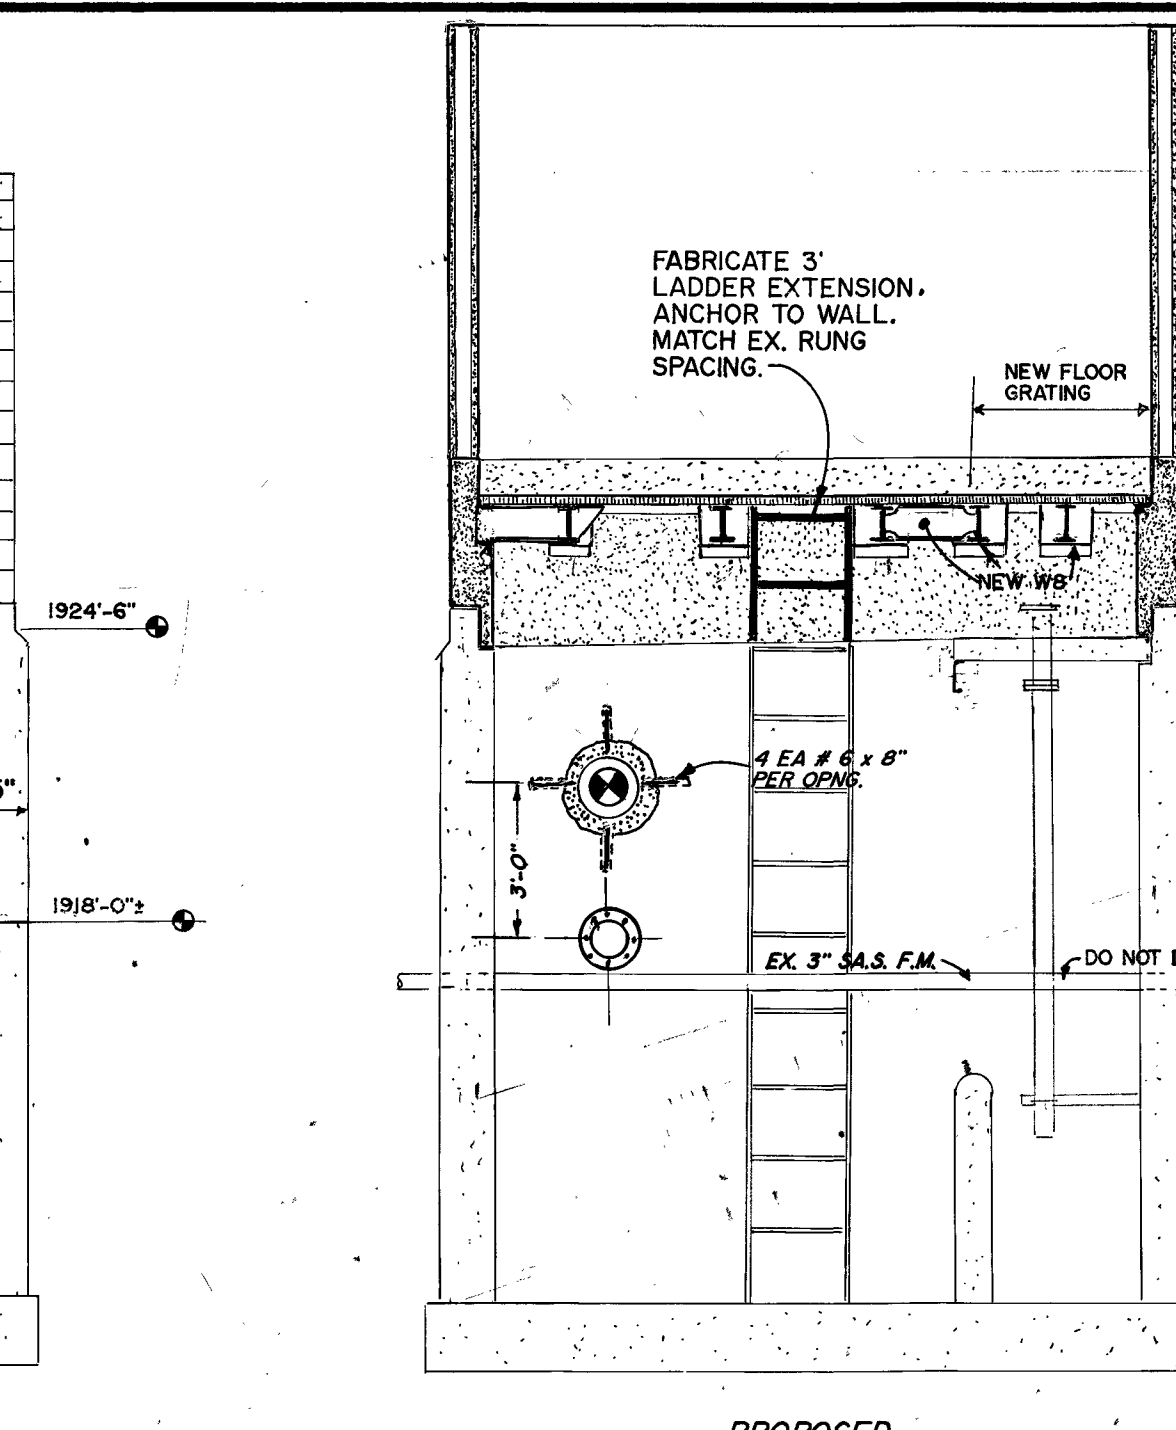 FABRICATE 3'
LADDER EXTENSION.
ANCHOR TO WALL.
MATCH EX. RUNG
SPACING.
NEW FLOOR
GRATING
NEW W8
1924'-6"
4 EA # 6 x 8"
PER OPNG.
3'-0"
1918'-0"±
EX. 3" SA.S. F.M.
DO NOT
PROPOSED